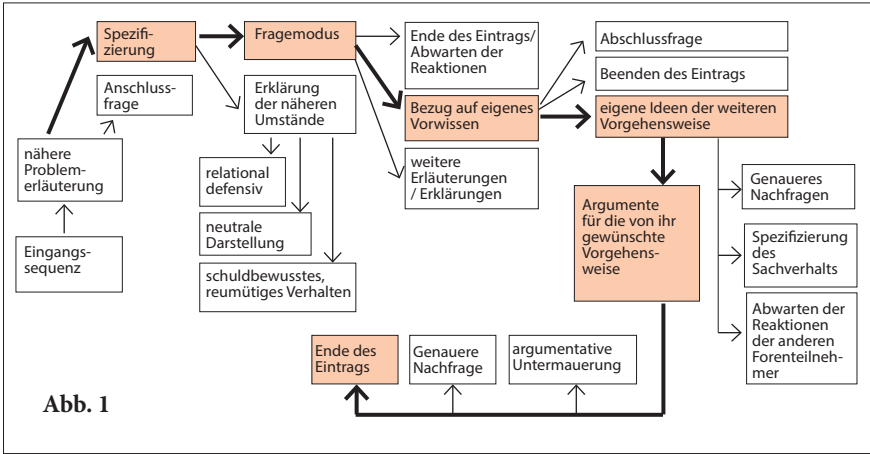 Spezifi-
zierung
Fragemodus
Ende des Eintrags/
Abwarten der
Reaktionen
Abschlussfrage
Beenden des Eintrags
Anschluss-
frage
Erklärung
der näheren
Umstände
Bezug auf eigenes
Vorwissen
eigene Ideen der weiteren
Vorgehensweise
nähere
Problem-
erläuterung
relational
defensiv
weitere
Erläuterungen
/ Erklärungen
Genaueres
Nachfragen
Argumente
für die von ihr
gewünschte
Vorgehens-
weise
neutrale
Darstellung
Eingangs-
sequenz
Spezifizierung
des
Sachverhalts
schuldbewusstes,
reumütiges Verhalten
Abwarten der
Reaktionen
der anderen
Forenteilneh-
mer
Ende des
Eintrags
Genauere
Nachfrage
argumentative
Untermauerung
Abb. 1